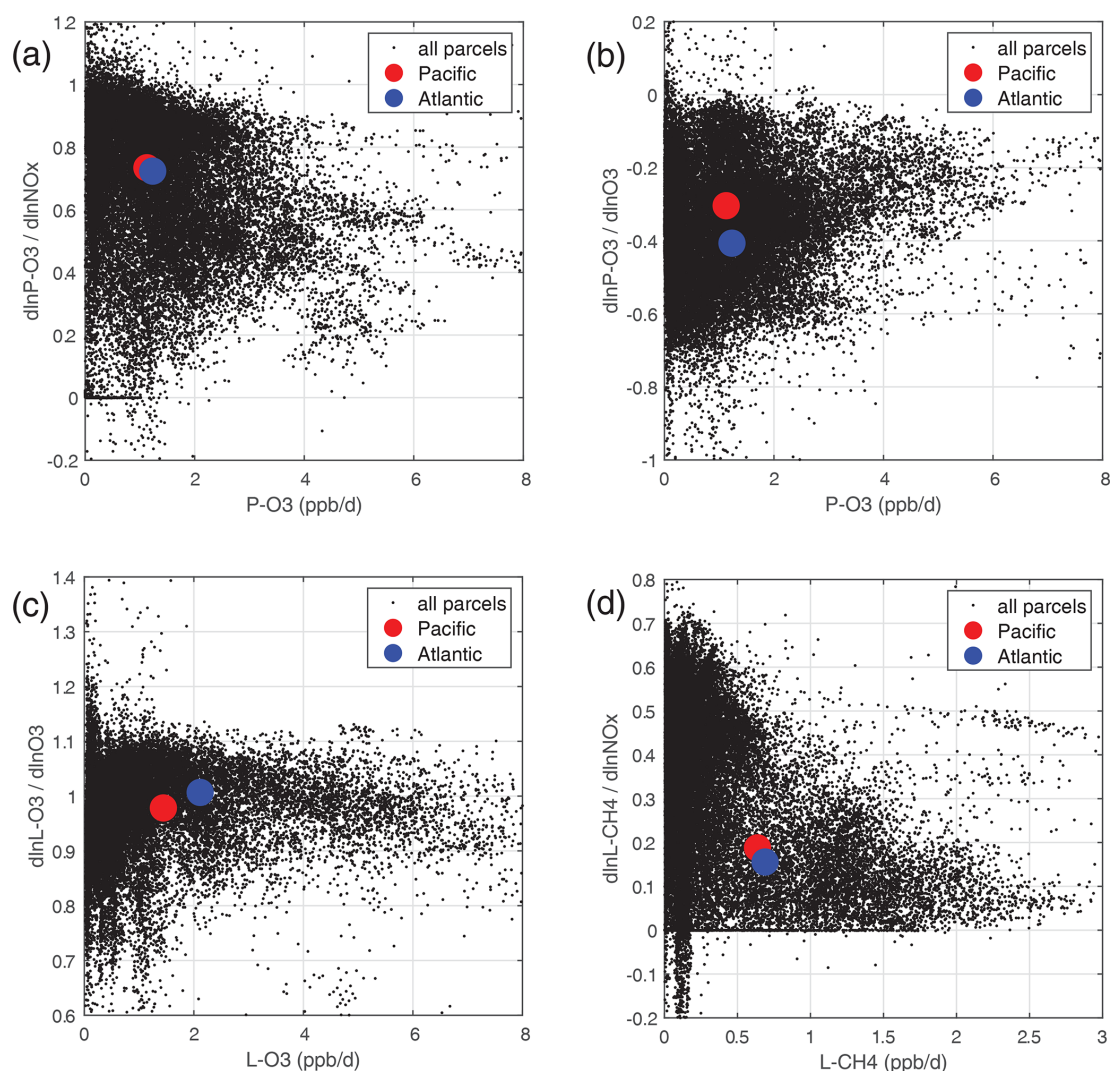 (a)
1.2
1
0.8
0.6
0.4
0.2
0
-0.2
dlnP-O3 / dlnNOx
all parcels
Pacific
Atlantic
0 2 4 6 8
P-O3 (ppb/d)
(b)
0.2
0
-0.2
-0.4
-0.6
-0.8
-1
dlnP-O3 / dlnO3
all parcels
Pacific
Atlantic
0 2 4 6 8
P-O3 (ppb/d)
(c)
1.4
1.3
1.2
1.1
1
0.9
0.8
0.7
0.6
dlnL-O3 / dlnO3
all parcels
Pacific
Atlantic
0 2 4 6 8
L-O3 (ppb/d)
(d)
0.8
0.7
0.6
0.5
0.4
0.3
0.2
0.1
0
-0.1
-0.2
dlnL-CH4 / dlnNOx
all parcels
Pacific
Atlantic
0 0.5 1 1.5 2 2.5 3
L-CH4 (ppb/d)